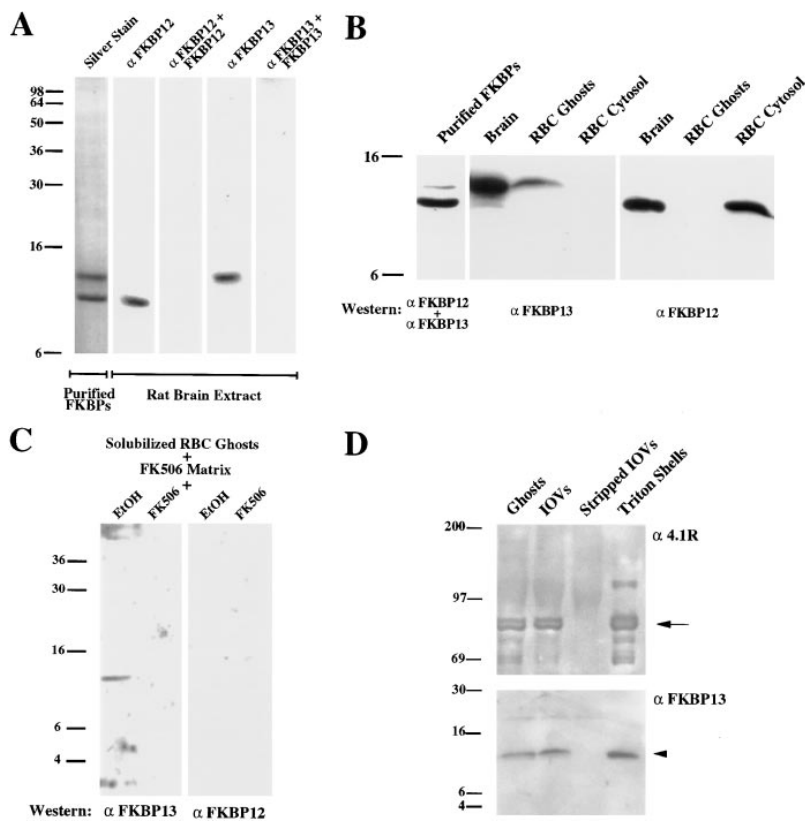 A
Silver Stain
α FKBP12
α FKBP12 +
FKBP12
α FKBP13
α FKBP13 +
FKBP13
98
64
50
36
30
16
6
Purified
FKBPs
Rat Brain Extract
B
Purified FKBPs
Brain
RBC Ghosts
RBC Cytosol
Brain
RBC Ghosts
RBC Cytosol
16
6
Western:
α FKBP12
+
α FKBP13
α FKBP13
α FKBP12
C
Solubilized RBC Ghosts
+
FK506 Matrix
+
EtOH
FK506
EtOH
FK506
36
30
16
6
4
Western: α FKBP13 α FKBP12
D
Ghosts
IOVs
Stripped IOVs
Triton Shells
200
97
69
α 4.1R
30
16
6
4
α FKBP13